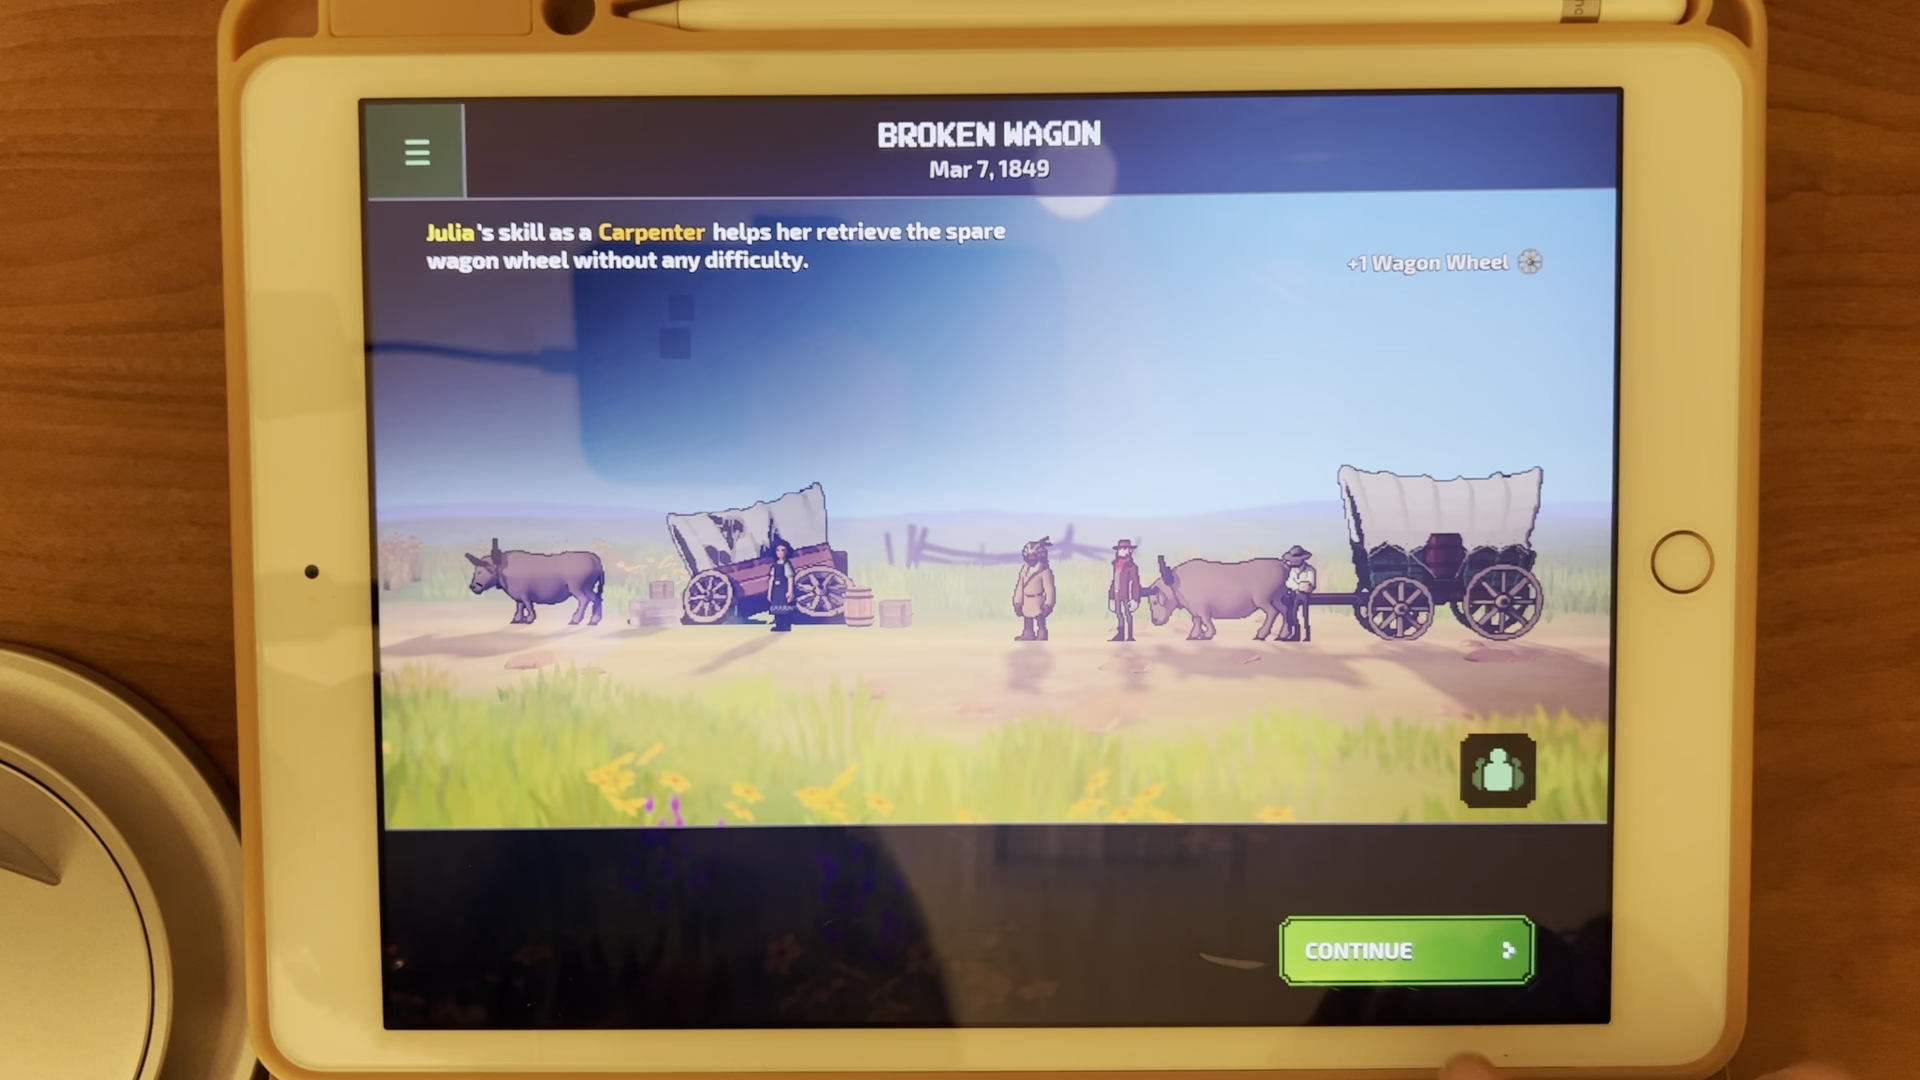 BROKEN WAGON
Mar 7, 1849
Julia's skill as a Carpenter helps her retrieve the spare
wagon wheel without any difficulty.
+1 Wagon Wheel
CONTINUE